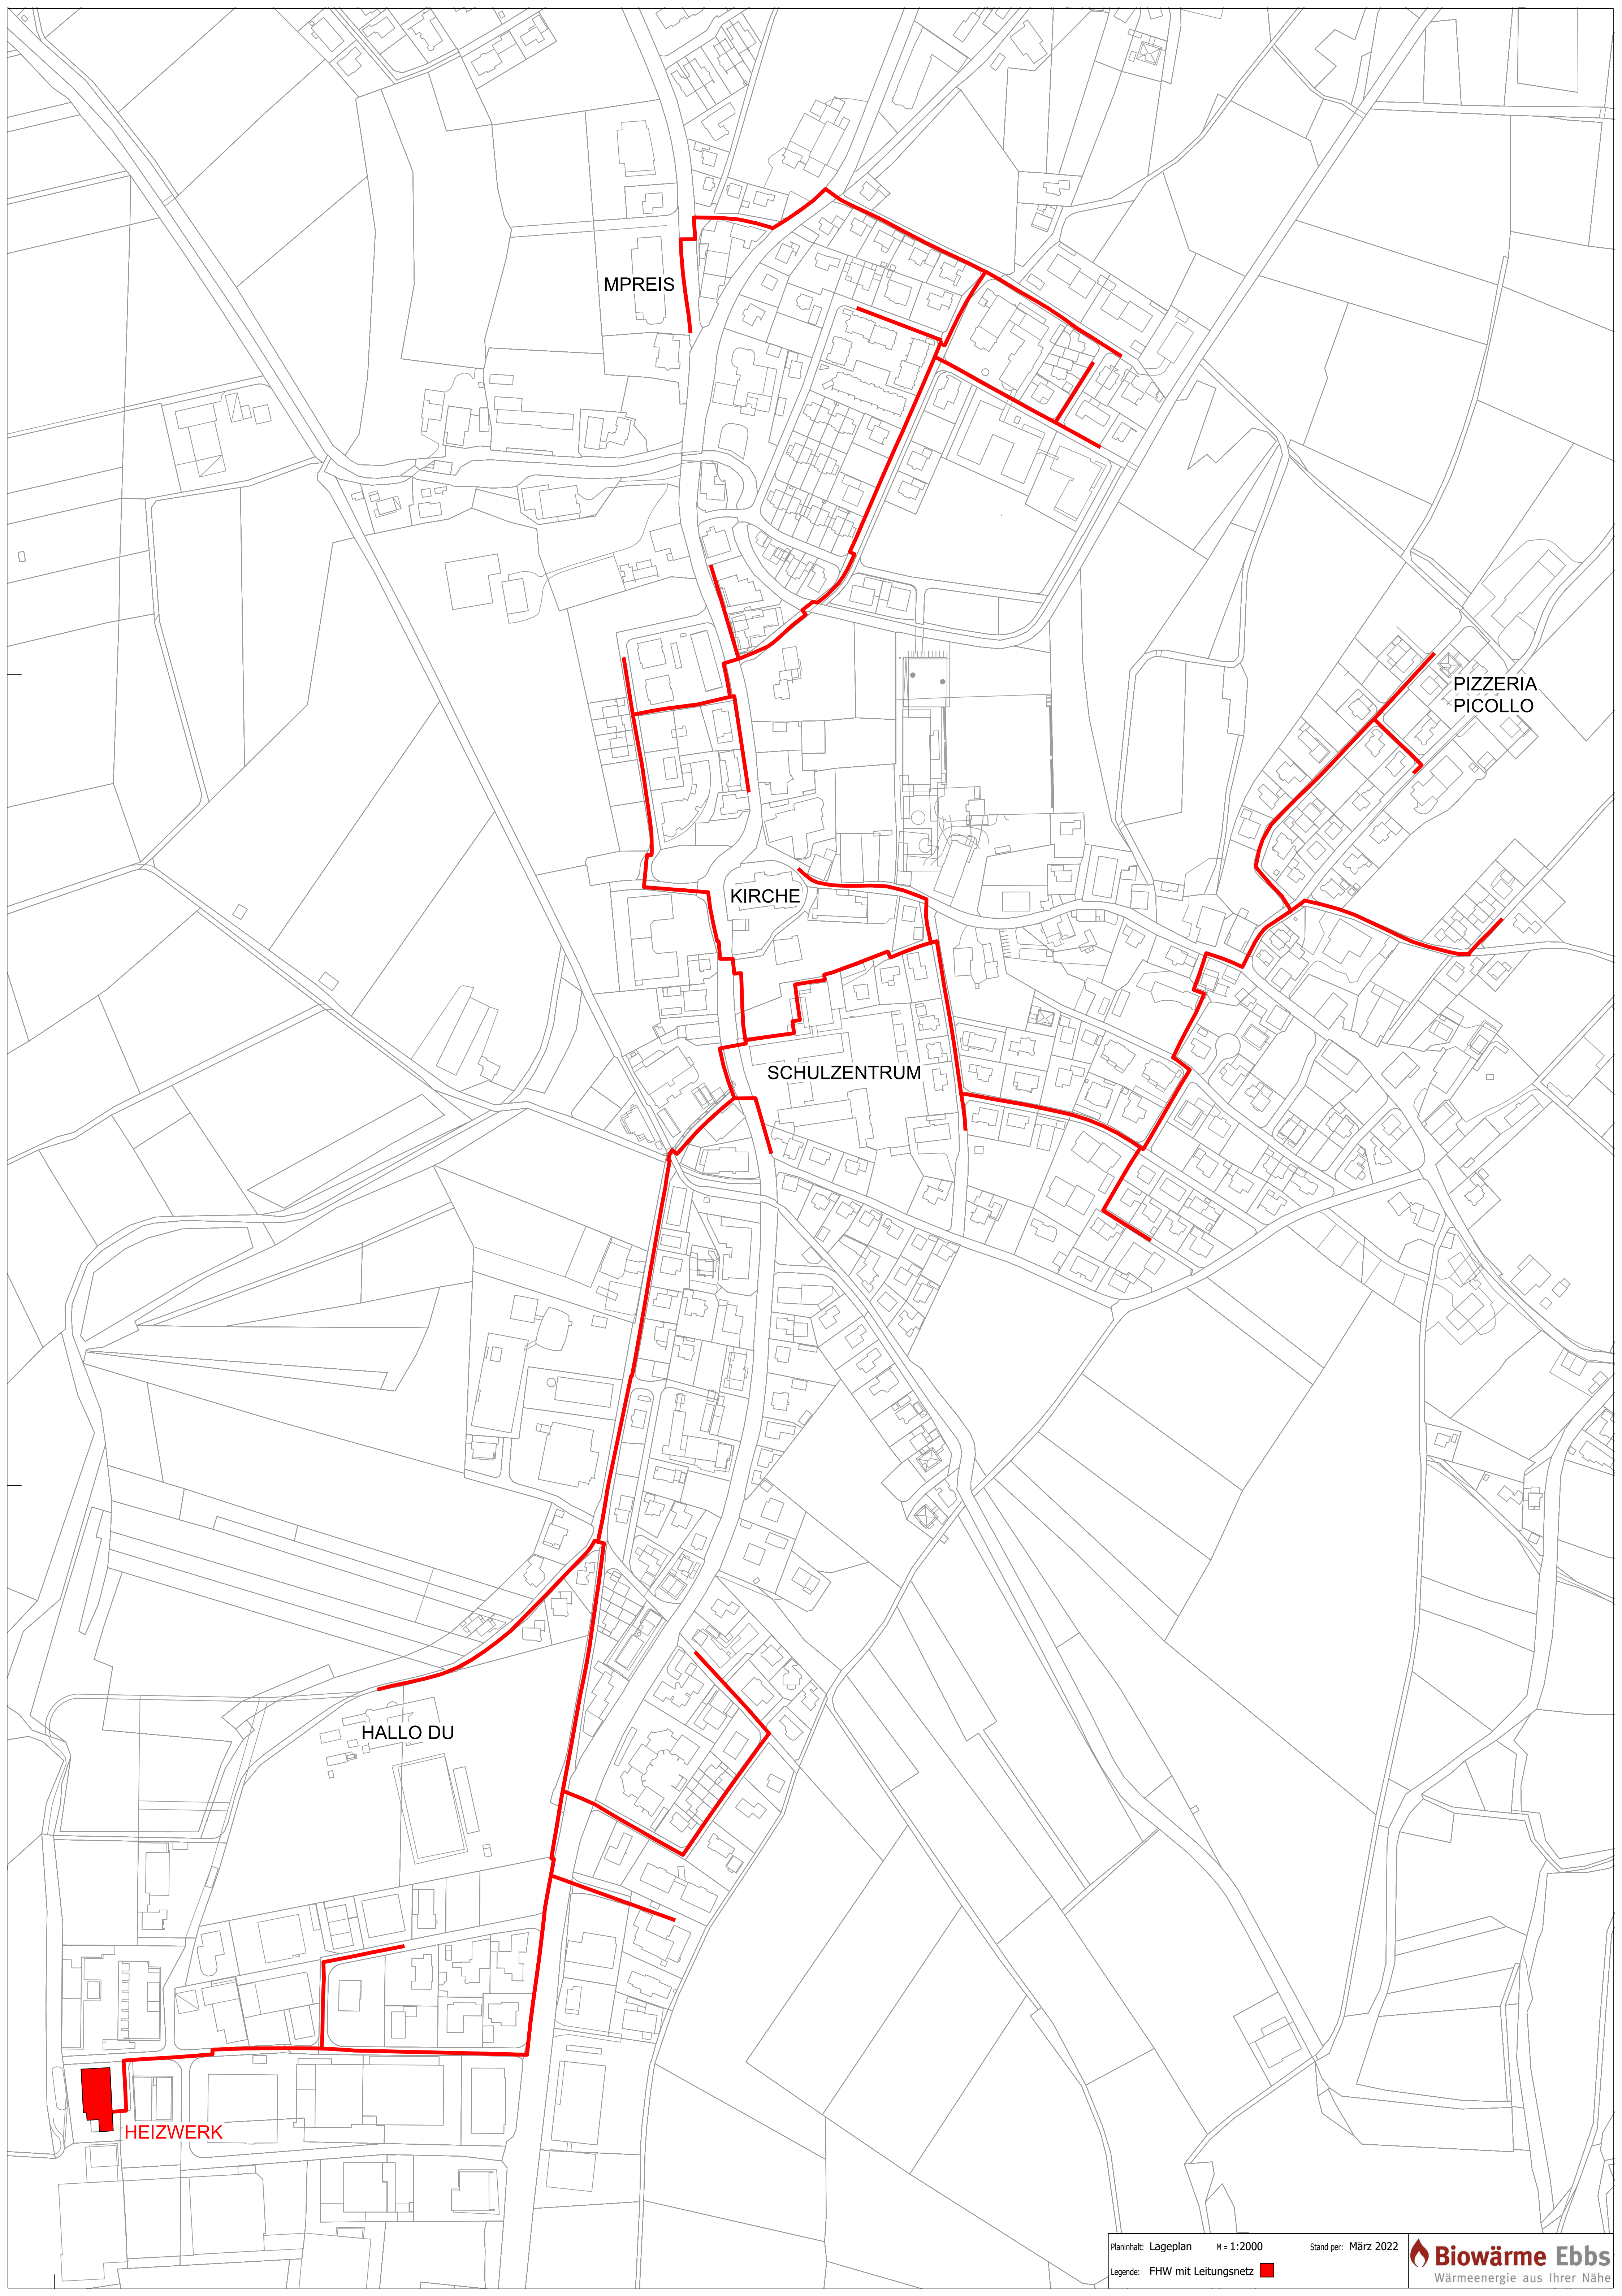 MPREIS
PIZZERIA
PICOLLO
KIRCHE
SCHULZENTRUM
HALLO DU
HEIZWERK
Planinhalt: Lageplan M = 1:2000 Stand per: März 2022
Legende: FHW mit Leitungsnetz
Biowärme Ebbs
Wärmeenergie aus Ihrer Nähe